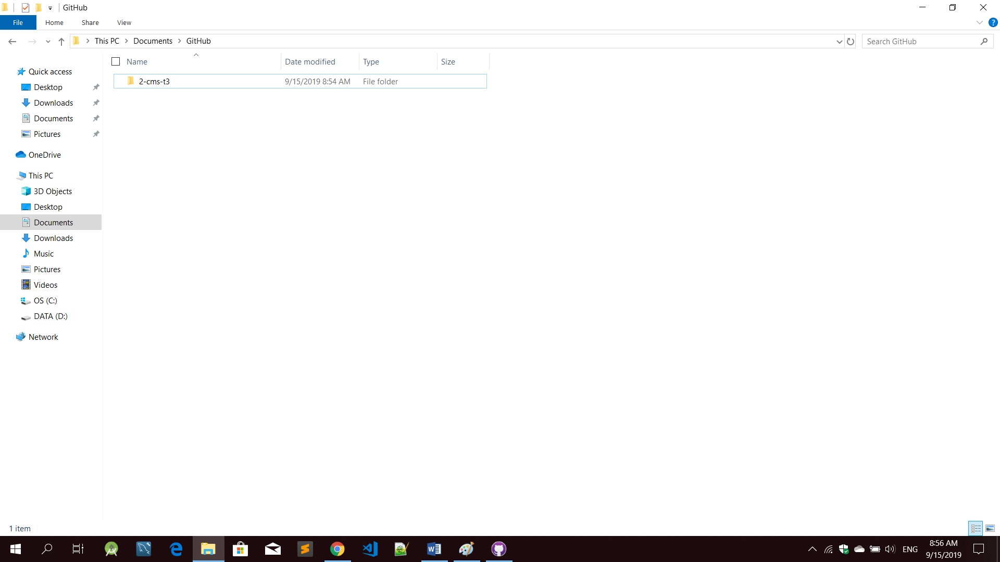 GitHub
File Home Share View
This PC Documents GitHub
Search GitHub
Name Date modified Type Size
2-cms-t3 9/15/2019 8:54 AM File folder
Quick access
Desktop
Downloads
Documents
Pictures
OneDrive
This PC
3D Objects
Desktop
Documents
Downloads
Music
Pictures
Videos
OS (C:)
DATA (D:)
Network
1 item
ENG
8:56 AM
9/15/2019